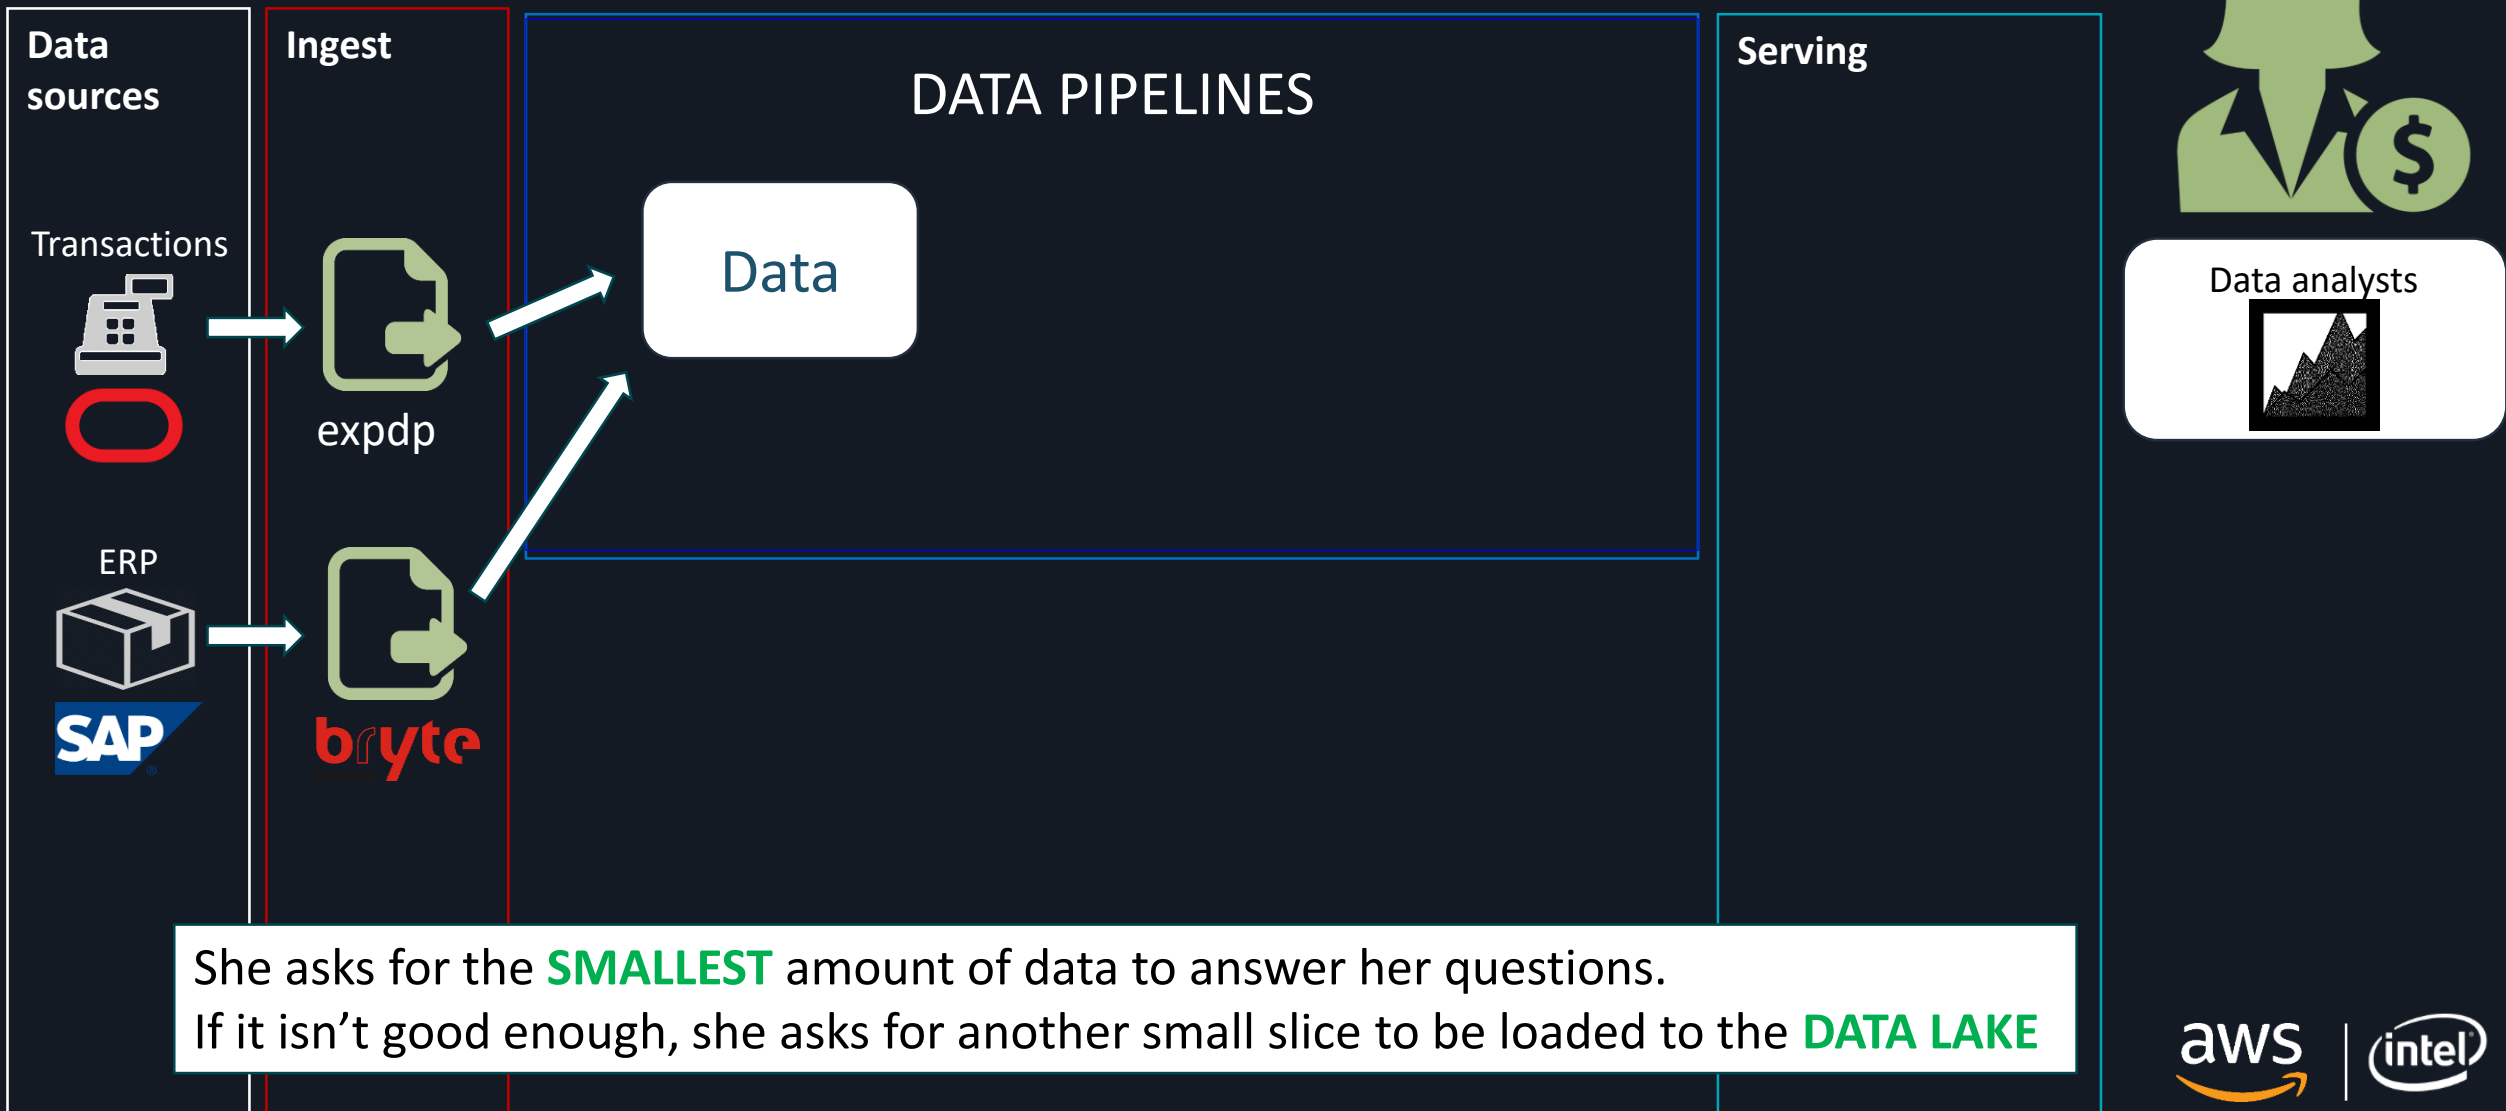 Data
sources
Ingest
DATA PIPELINES
Serving
Transactions
Data
Data analysts
expdp
ERP
SAP
®
bryte
She asks for the SMALLEST amount of data to answer her questions.
If it isn’t good enough, she asks for another small slice to be loaded to the DATA LAKE
aws
intel
$